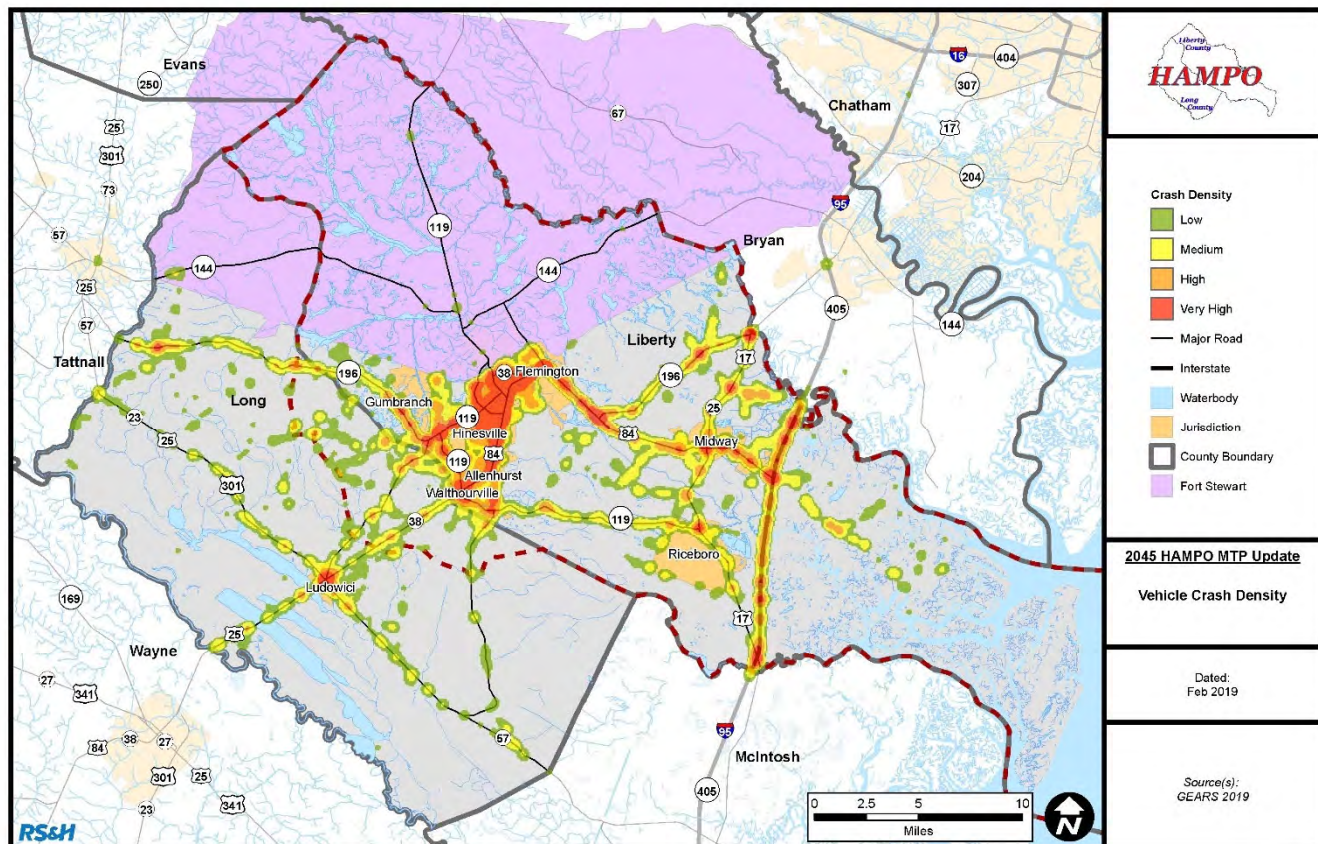 Evans
250
25
301
73
57
25
57
Tattnall
144
119
144
67
Chatham
16
404
307
17
204
95
Bryan
405
144
Liberty
17
196
38
Flemington
196
Long
Gumbranch
119
Hinesville
84
119
Allenhurst
Walthourville
25
84
Midway
23
25
301
38
119
Riceboro
Ludowici
17
169
25
Wayne
27
341
84
38
27
301
25
23
341
57
95
McIntosh
405
0 2.5 5 10
Miles
N
RS&H
Liberty
County
HAMPO
Long
County
Crash Density
Low
Medium
High
Very High
Major Road
Interstate
Waterbody
Jurisdiction
County Boundary
Fort Stewart
2045 HAMPO MTP Update
Vehicle Crash Density
Dated:
Feb 2019
Source(s):
GEARS 2019